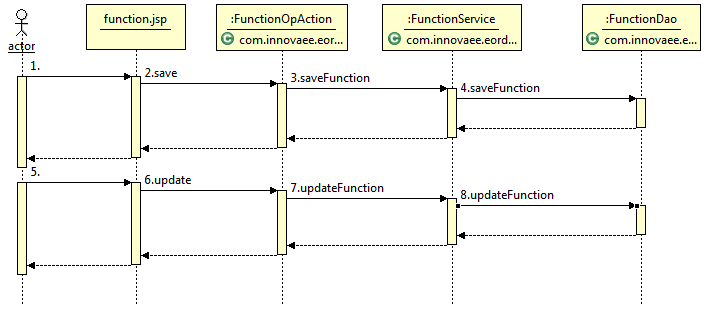 actor
function.jsp
:FunctionOpAction
com.innovaee.eor...
:FunctionService
com.innovaee.eord...
:FunctionDao
com.innovaee.e...
1.
2.save
3.saveFunction
4.saveFunction
5.
6.update
7.updateFunction
8.updateFunction